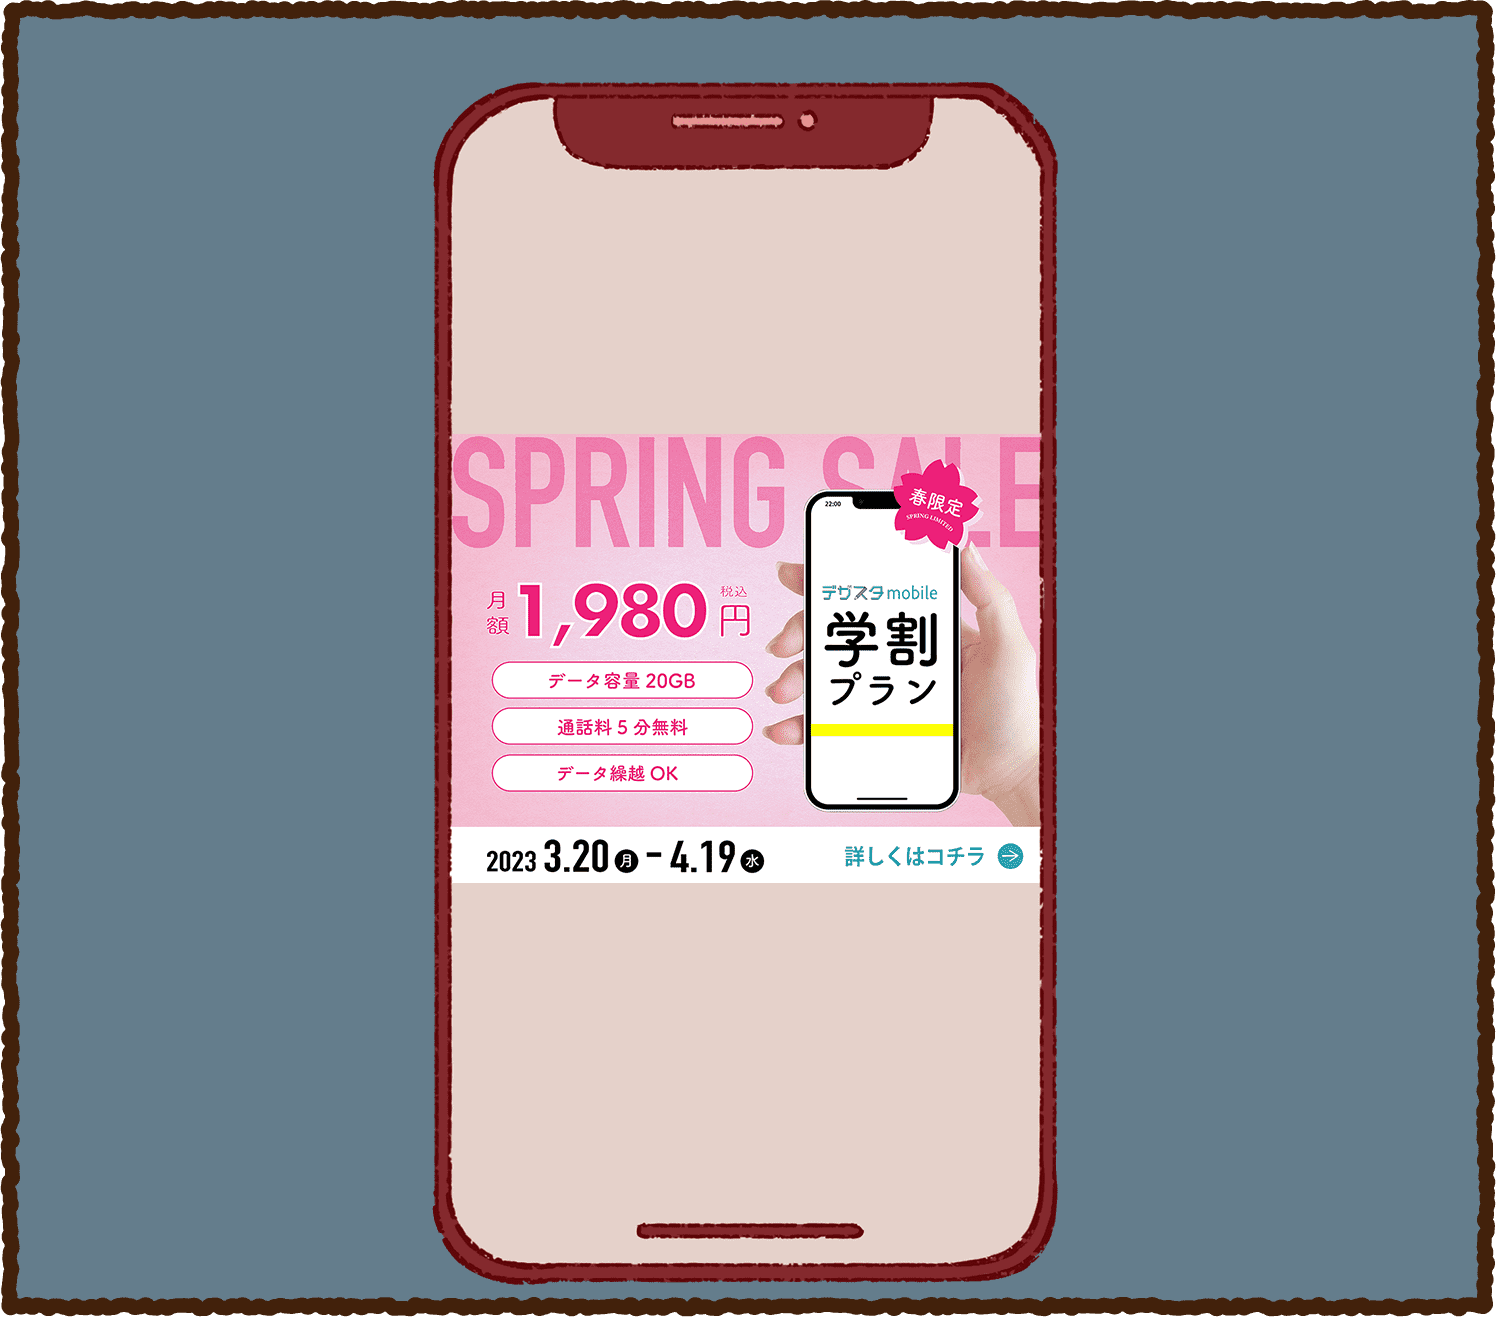 SPRING SALE
春限定
SPRING LIMITED
22:00
デザスタmobile
学割
プラン
月額1,980円
税込
データ容量 20GB
通話料 5 分無料
データ繰越 OK
2023 3.20 月 - 4.19 水
詳しくはコチラ